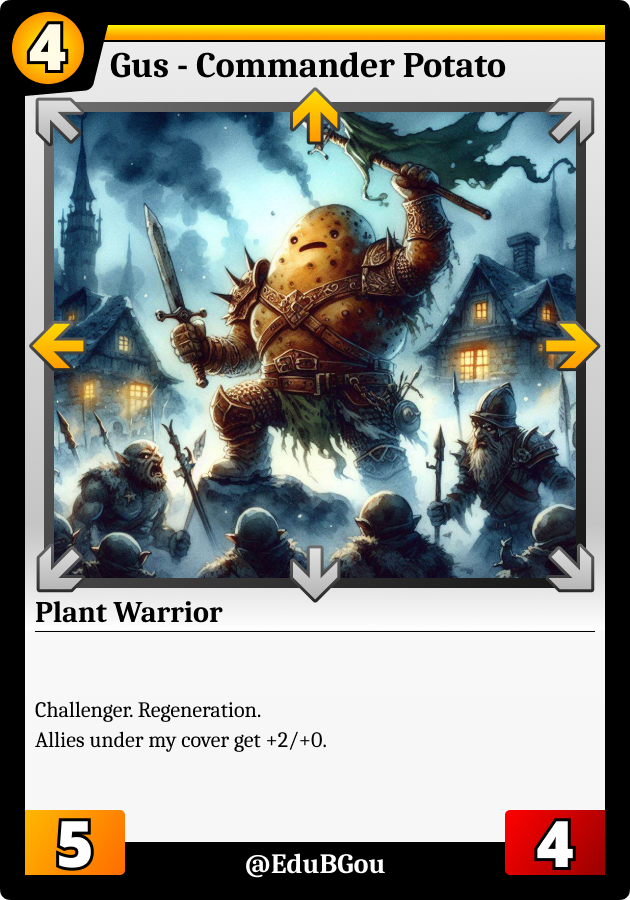 4
Gus - Commander Potato
Plant Warrior
Challenger. Regeneration.
Allies under my cover get +2/+0.
5
@EduBGou
4